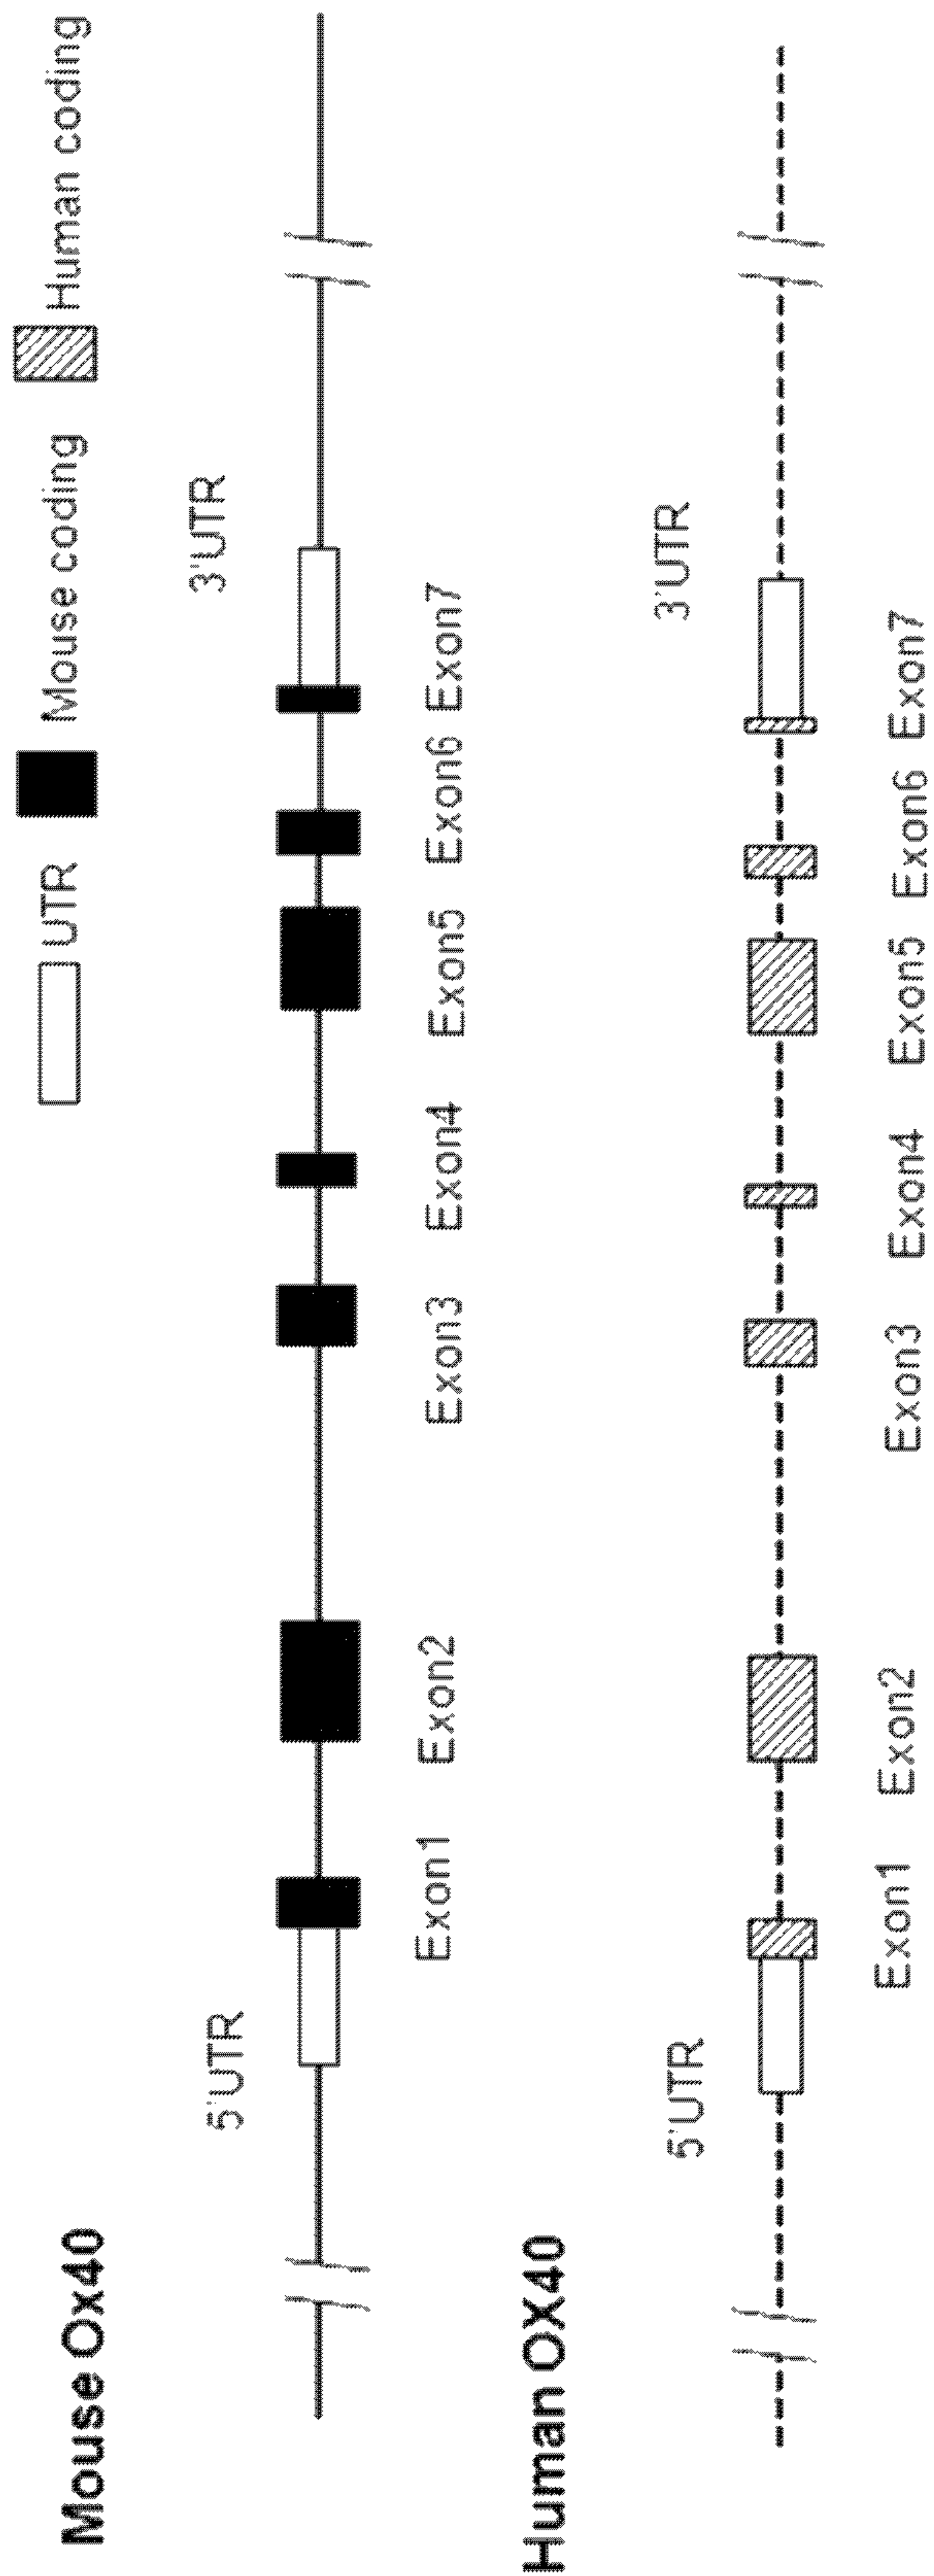 UTR Mouse coding Human coding
Mouse Ox40
5'UTR 3'UTR
Exon1 Exon2 Exon3 Exon4 Exon5 Exon6 Exon7
Human OX40
5'UTR 3'UTR
Exon1 Exon2 Exon3 Exon4 Exon5 Exon6 Exon7